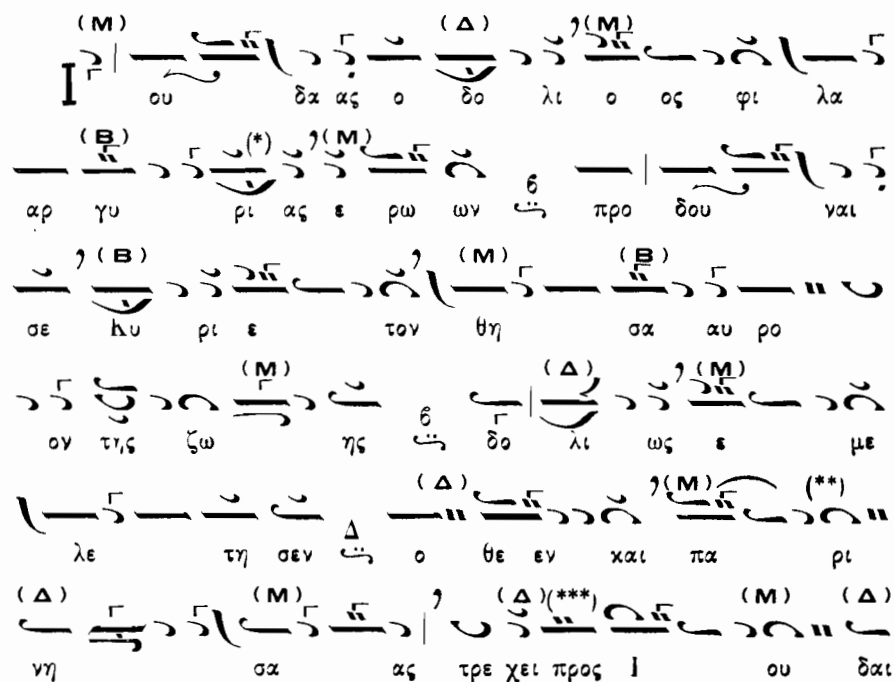 (Μ) (Δ) (Μ)
Ι ου δα ας ο δο λι ο ος φι λα
(Β) (*) (Μ)
αρ γυ ρι ας ε ρω ων προ δου ναι
(Β) (Μ) (Β)
σε Κυ ρι ε τον θη σα αυ ρο
(Μ) (Δ) (Μ)
ον της ζω ης δο λι ως ε με
(Δ) (Μ) (**)
λε τη σεν Δ ο θε εν και πα ρι
(Δ) (Μ) (Δ) (***) (Μ) (Δ)
νη σα ας τρε χει προς Ι ου δαι